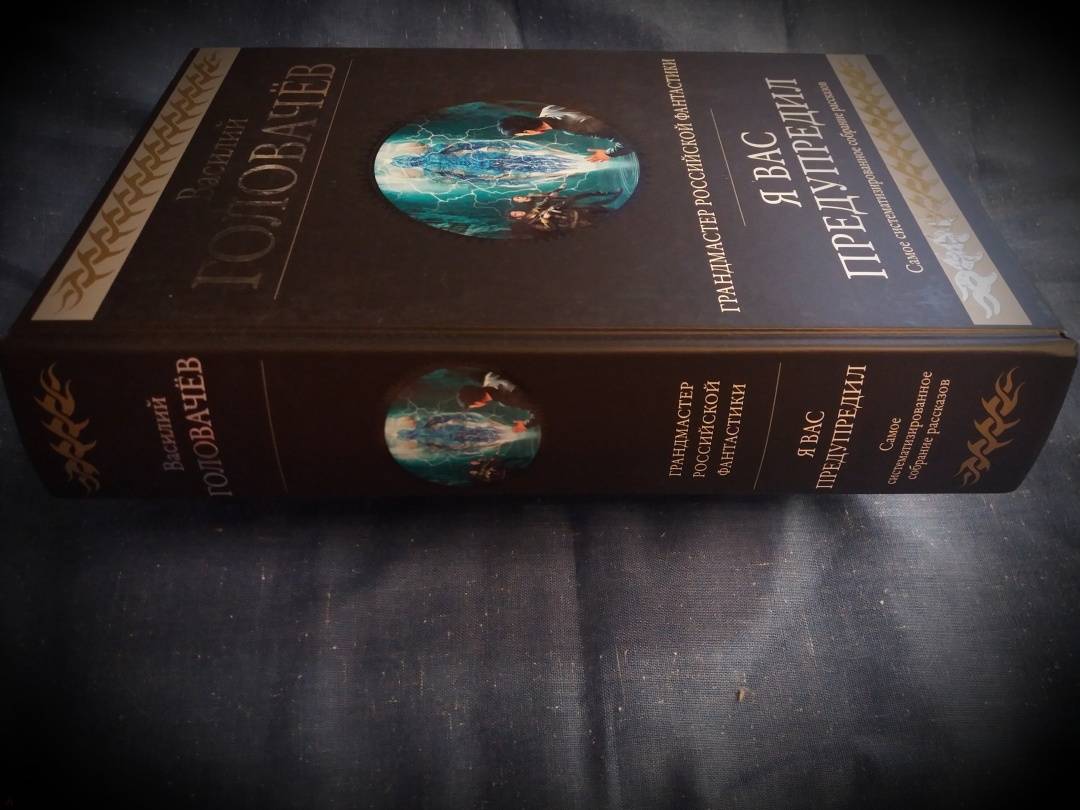 Василий
ГОЛОВАЧЁВ
ГРАНДМАСТЕР РОССИЙСКОЙ ФАНТАСТИКИ
Я ВАС
ПРЕДУПРЕДИЛ
Самое систематизированное собрание рассказов
Василий
ГОЛОВАЧЁВ
ГРАНДМАСТЕР
РОССИЙСКОЙ
ФАНТАСТИКИ
Я ВАС
ПРЕДУПРЕДИЛ
Самое
систематизированное
собрание рассказов